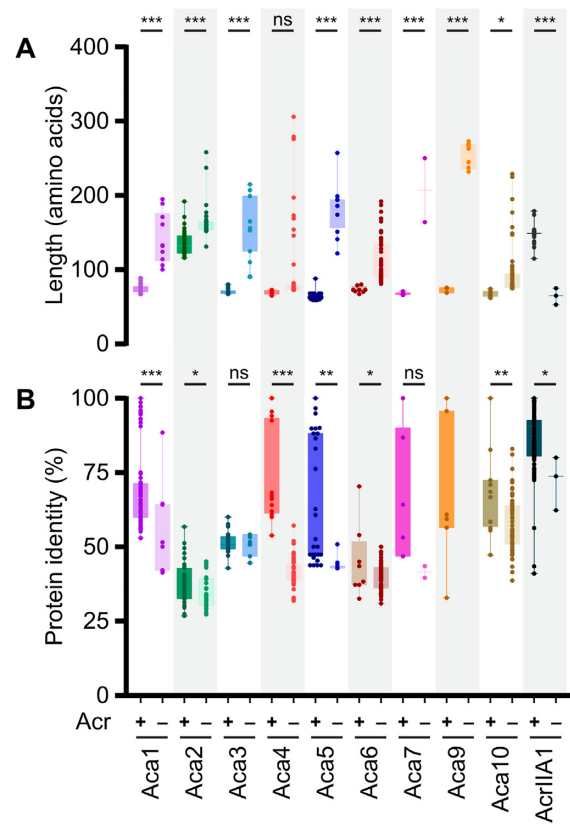 *** *** *** ns *** *** *** *** * ***
A
400
300
200
100
0
Length (amino acids)
*** * ns *** ** * ns ** *
B
100
75
50
25
0
Protein identity (%)
Acr + − + − + − + − + − + − + − + − + − + −
Aca1 Aca2 Aca3 Aca4 Aca5 Aca6 Aca7 Aca9 Aca10 AcrIIA1